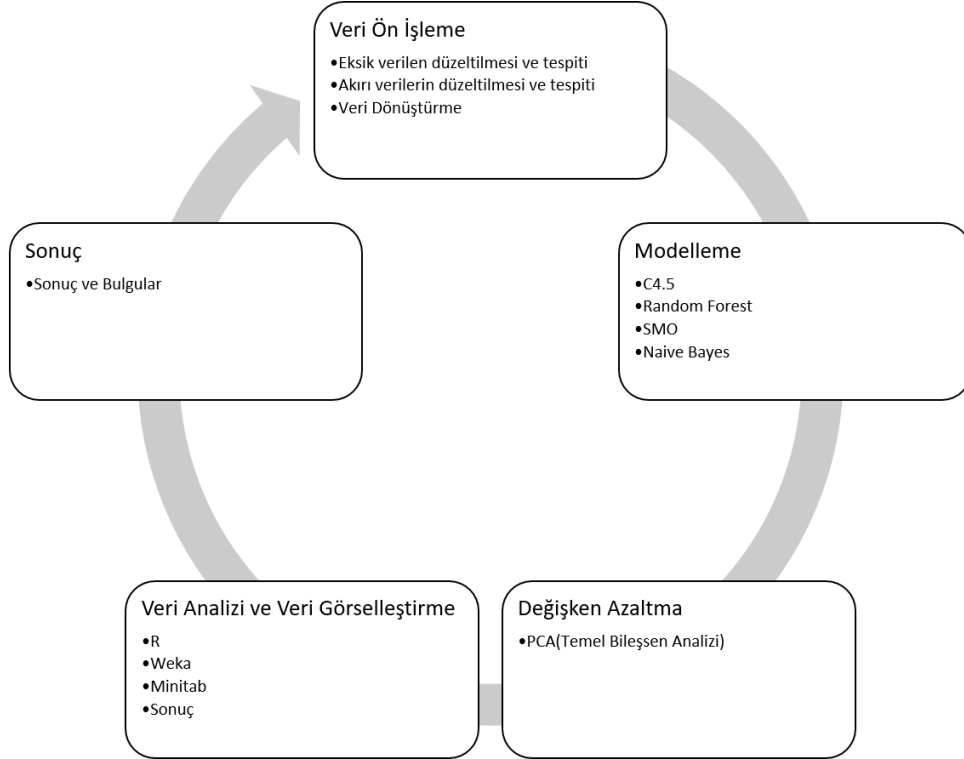 Veri Ön İşleme
•Eksik verilen düzeltilmesi ve tespiti
•Akırı verilerin düzeltilmesi ve tespiti
•Veri Dönüştürme
Modelleme
•C4.5
•Random Forest
•SMO
•Naive Bayes
Değişken Azaltma
•PCA(Temel Bileşsen Analizi)
Veri Analizi ve Veri Görselleştirme
•R
•Weka
•Minitab
•Sonuç
Sonuç
•Sonuç ve Bulgular